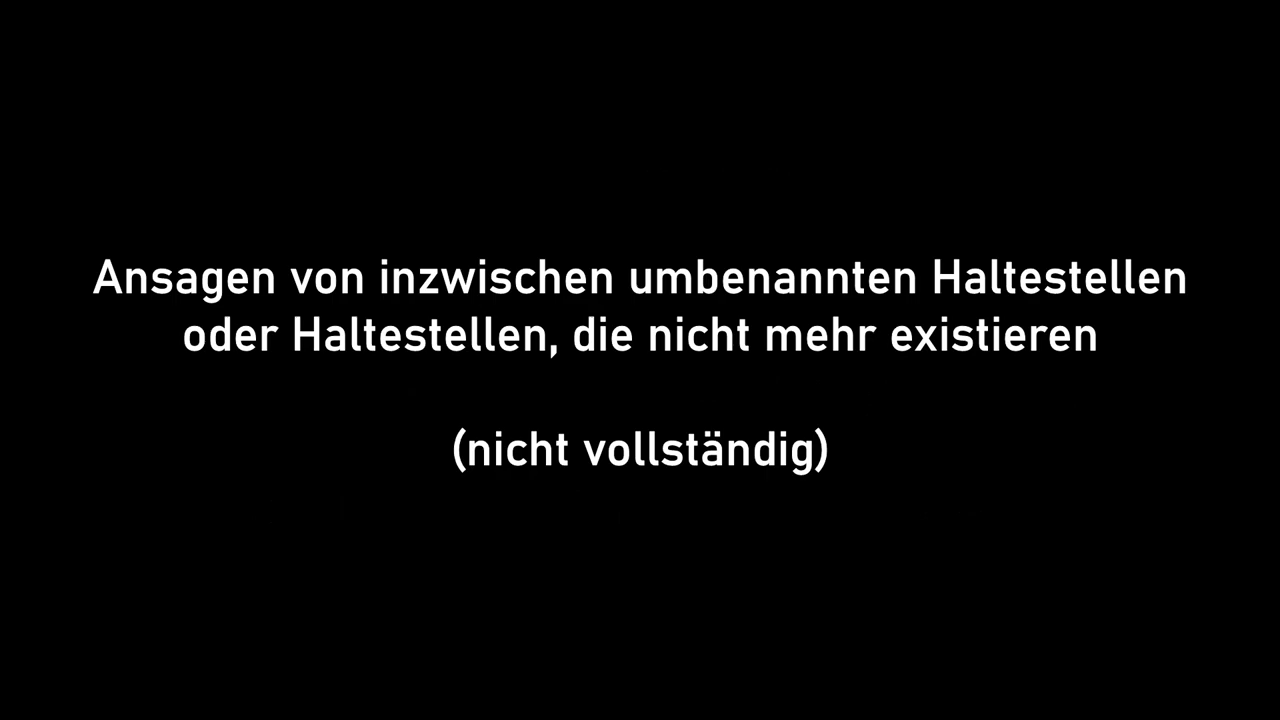 Ansagen von inzwischen umbenannten Haltestellen
oder Haltestellen, die nicht mehr existieren
(nicht vollständig)